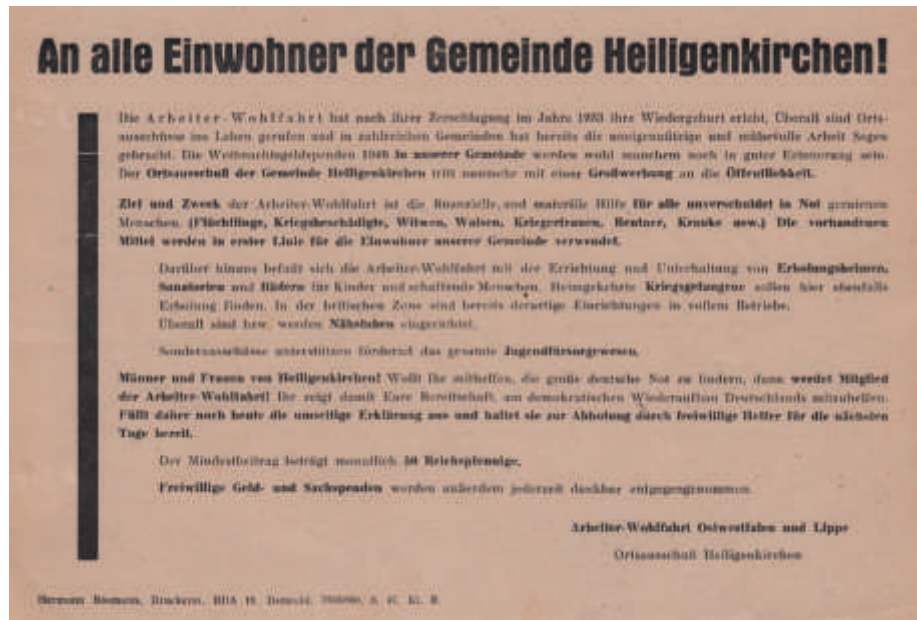 An alle Einwohner der Gemeinde Heiligenkirchen!
Die Arbeiter-Wohlfahrt hat nach ihrer Zerschlagung im Jahre 1933 ihre Wiedergeburt erlebt. Überall sind Orts-
ausschüsse ins Leben gerufen und in zahlreichen Gemeinden hat bereits die uneigennützige und mühevolle Arbeit Segen
gebracht. Die Weihnachtsgeldspenden 1946 in unserer Gemeinde werden wohl manchem noch in guter Erinnerung sein.
Der Ortsausschuß der Gemeinde Heiligenkirchen tritt nunmehr mit einer Großwerbung an die Öffentlichkeit.
Ziel und Zweck der Arbeiter-Wohlfahrt ist die finanzielle und materielle Hilfe für alle unverschuldet in Not geratenen
Menschen. (Flüchtlinge, Kriegsbeschädigte, Witwen, Waisen, Kriegerfrauen, Rentner, Kranke usw.) Die vorhandenen
Mittel werden in erster Linie für die Einwohner unserer Gemeinde verwendet.
Darüber hinaus befaßt sich die Arbeiter-Wohlfahrt mit der Errichtung und Unterhaltung von Erholungsheimen,
Sanatorien und Bädern für Kinder und schaffende Menschen. Heimgekehrte Kriegsgefangene sollen hier ebenfalls
Erholung finden. In der britischen Zone sind bereits derartige Einrichtungen in vollem Betriebe.
Überall sind bzw. werden Nähstuben eingerichtet.
Sonderausschüsse unterstützen fördernd das gesamte Jugendfürsorgewesen.
Männer und Frauen von Heiligenkirchen! Wollt Ihr mithelfen, die große deutsche Not zu lindern, dann werdet Mitglied
der Arbeiter-Wohlfahrt! Ihr zeigt damit Eure Bereitschaft, am demokratischen Wiederaufbau Deutschlands mitzuhelfen.
Füllt daher noch heute die umseitige Erklärung aus und haltet sie zur Abholung durch freiwillige Helfer für die nächsten
Tage bereit.
Der Mindestbeitrag beträgt monatlich 50 Reichspfennige.
Freiwillige Geld- und Sachspenden werden außerdem jederzeit dankbar entgegengenommen.
Arbeiter-Wohlfahrt Ostwestfalen und Lippe
Ortsausschuß Heiligenkirchen
Hermann Bösmann, Druckerei, Detmold.